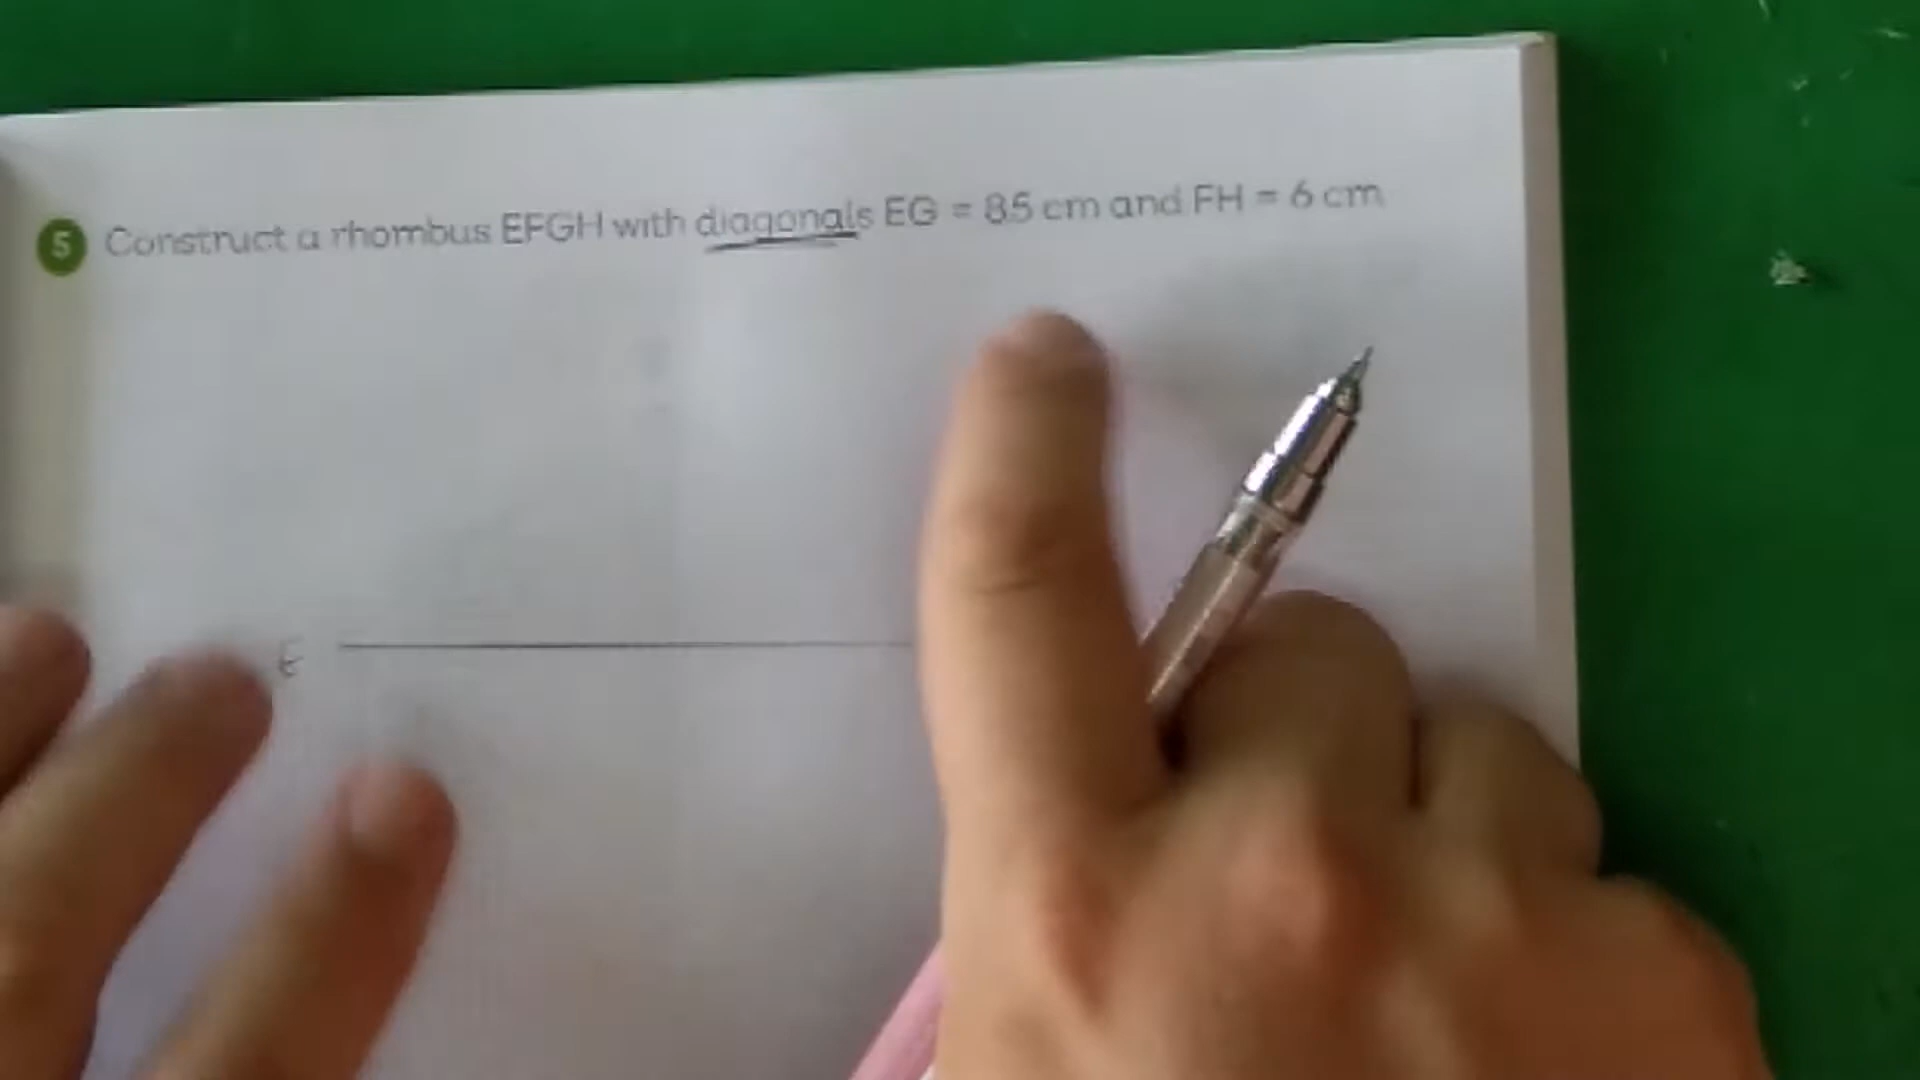 5 Construct a rhombus EFGH with diagonals EG = 8.5 cm and FH = 6 cm
E